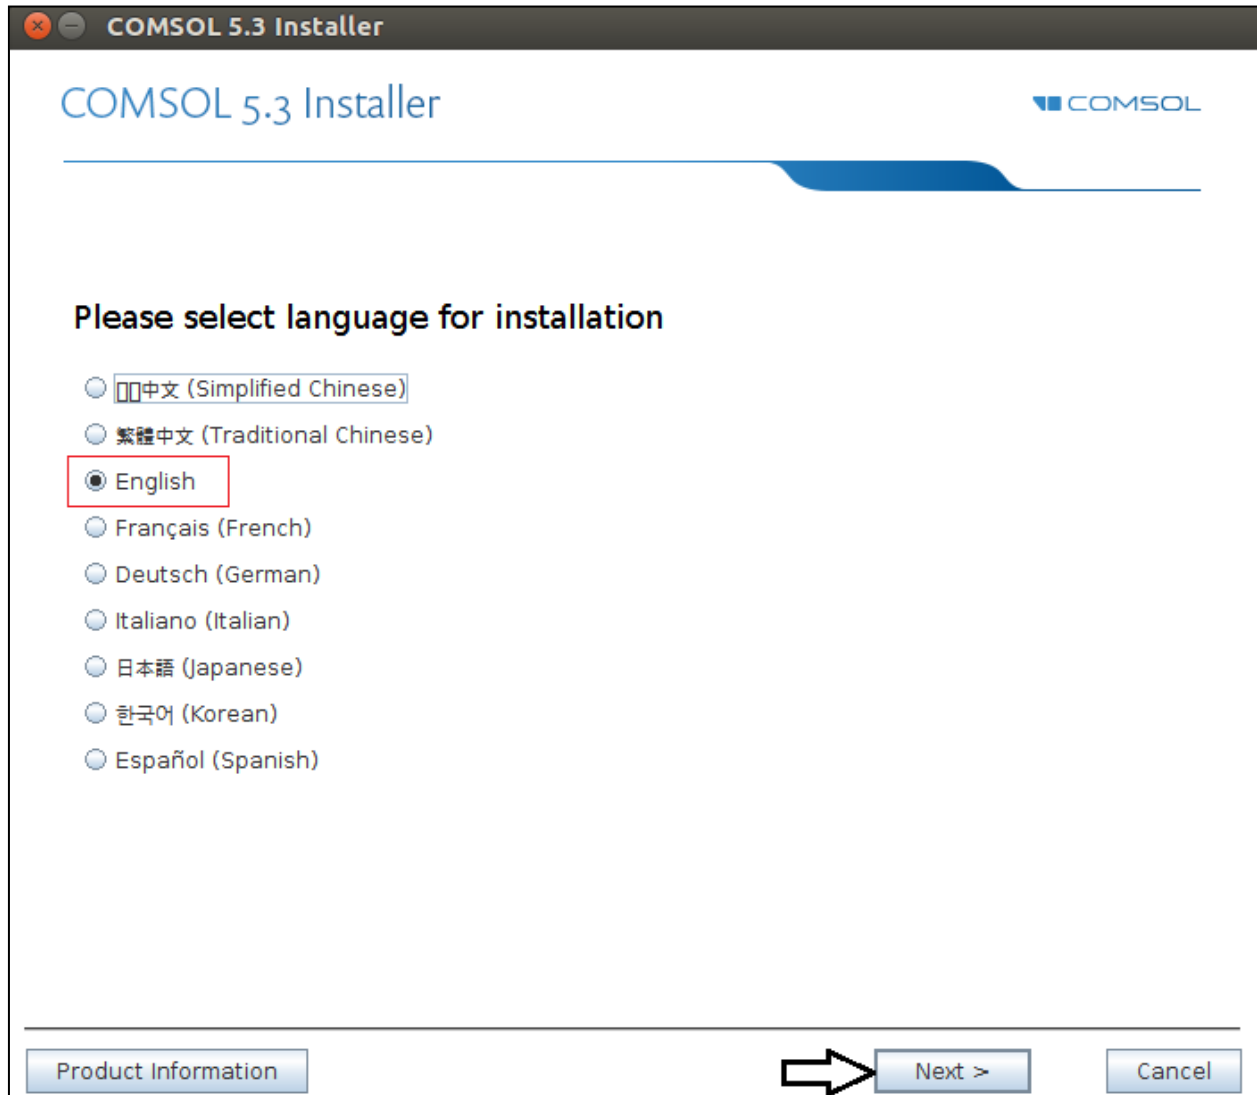 COMSOL 5.3 Installer
COMSOL 5.3 Installer
COMSOL
Please select language for installation
中文 (Simplified Chinese)
繁體中文 (Traditional Chinese)
English
Français (French)
Deutsch (German)
Italiano (Italian)
日本語 (Japanese)
한국어 (Korean)
Español (Spanish)
Product Information
Next >
Cancel